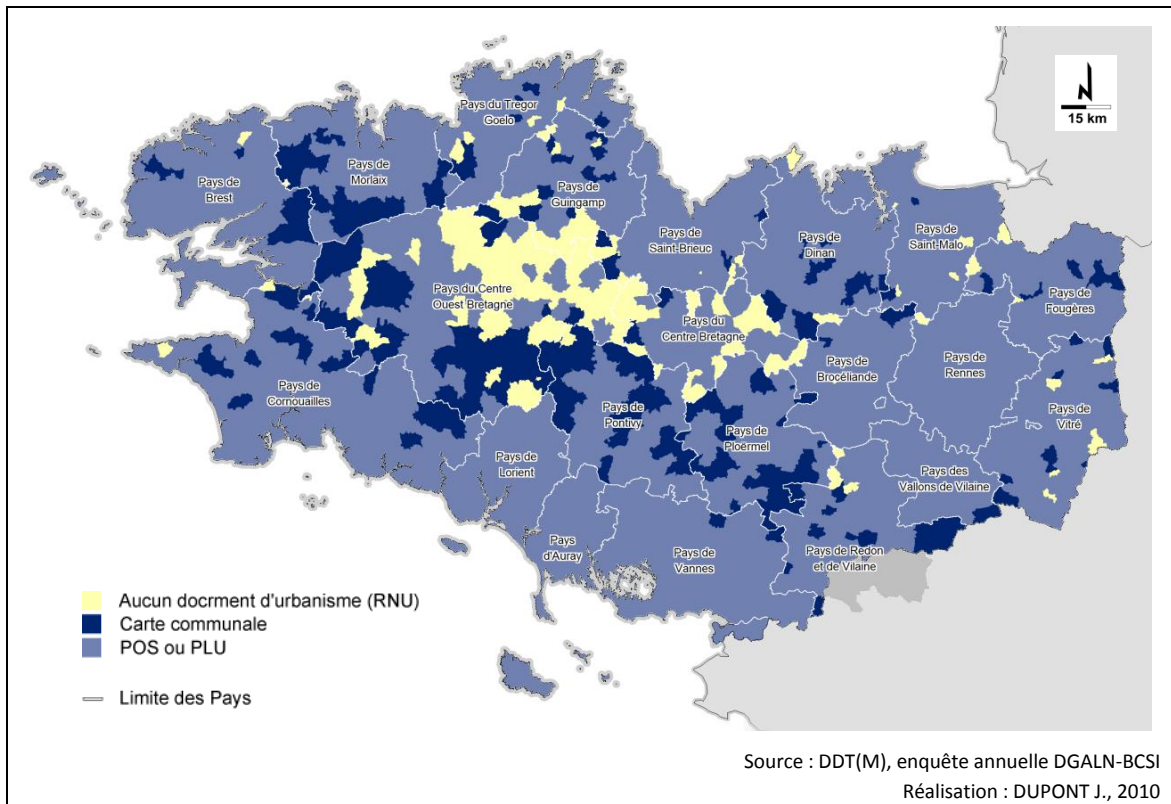 N
15 km
Pays du Tregor
Goelo
Pays de
Morlaix
Pays de
Brest
Pays de
Guingamp
Pays de
Saint-Brieuc
Pays de
Dinan
Pays de
Saint-Malo
Pays de
Fougères
Pays du Centre
Ouest Bretagne
Pays du
Centre Bretagne
Pays de
Brocéliande
Pays de
Rennes
Pays de
Vitré
Pays de
Cornouailles
Pays de
Pontivy
Pays de
Ploërmel
Pays de
Lorient
Pays des
Vallons de Vilaine
Pays
d'Auray
Pays de
Vannes
Pays de Redon
et de Vilaine
Aucun docrment d'urbanisme (RNU)
Carte communale
POS ou PLU
Limite des Pays
Source : DDT(M), enquête annuelle DGALN-BCSI
Réalisation : DUPONT J., 2010